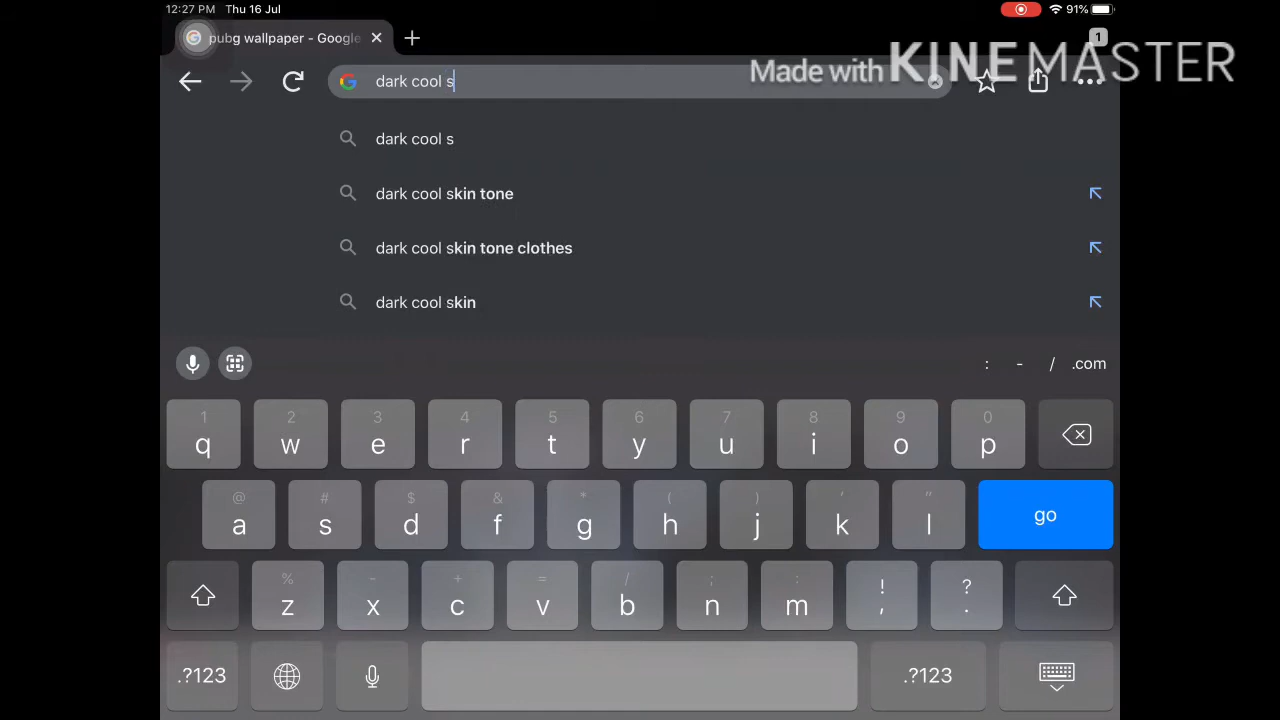 12:27 PM Thu 16 Jul
91%
pubg wallpaper - Google
1
dark cool s
Made with KINEMASTER
dark cool s
dark cool skin tone
dark cool skin tone clothes
dark cool skin
: - / .com
1 2 3 4 5 6 7 8 9 0
q w e r t y u i o p
@ # $ & * ( ) ' "
a s d f g h j k l go
% - + = / ; : ! ?
z x c v b n m , .
.?123 .?123